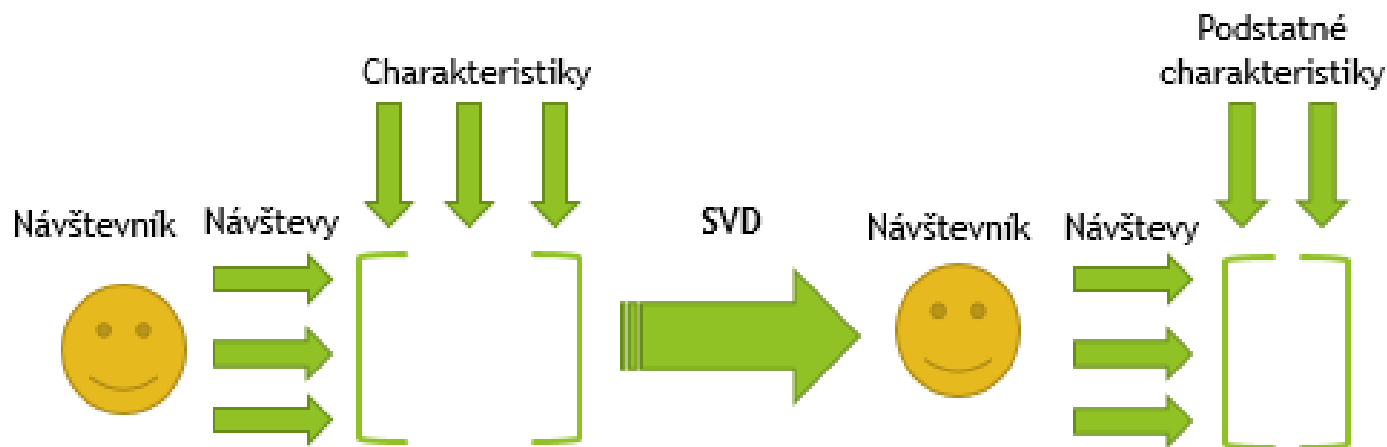 Charakteristiky
Podstatné
charakteristiky
Návštevník
Návštevy
SVD
Návštevník
Návštevy